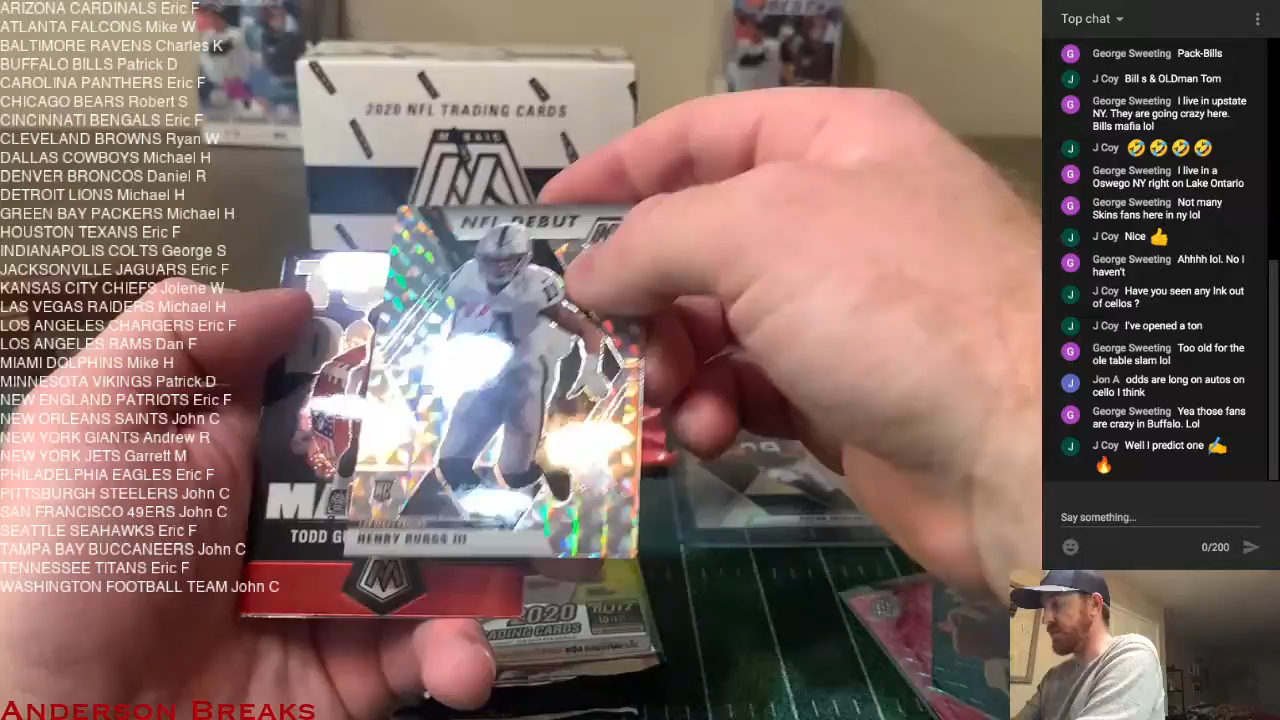 ARIZONA CARDINALS Eric F
ATLANTA FALCONS Mike W
BALTIMORE RAVENS Charles K
BUFFALO BILLS Patrick D
CAROLINA PANTHERS Eric F
CHICAGO BEARS Robert S
CINCINNATI BENGALS Eric F
CLEVELAND BROWNS Ryan W
DALLAS COWBOYS Michael H
DENVER BRONCOS Daniel R
DETROIT LIONS Michael H
GREEN BAY PACKERS Michael H
HOUSTON TEXANS Eric F
INDIANAPOLIS COLTS George S
JACKSONVILLE JAGUARS Eric F
KANSAS CITY CHIEFS Jolene W
LAS VEGAS RAIDERS Michael H
LOS ANGELES CHARGERS Eric F
LOS ANGELES RAMS Dan F
MIAMI DOLPHINS Mike H
MINNESOTA VIKINGS Patrick D
NEW ENGLAND PATRIOTS Eric F
NEW ORLEANS SAINTS John C
NEW YORK GIANTS Andrew R
NEW YORK JETS Garrett M
PHILADELPHIA EAGLES Eric F
PITTSBURGH STEELERS John C
SAN FRANCISCO 49ERS John C
SEATTLE SEAHAWKS Eric F
TAMPA BAY BUCCANEERS John C
TENNESSEE TITANS Eric F
WASHINGTON FOOTBALL TEAM John C
ANDERSON BREAKS
2020 NFL TRADING CARDS
MOSAIC
NFL DEBUT
HENRY RUGGS III
TODD
2020
TRADING CARDS
Top chat
George Sweeting Pack-Bills
J Coy Bill s & OLDman Tom
George Sweeting I live in upstate
NY. They are going crazy here.
Bills mafia lol
J Coy 🤣🤣🤣🤣
George Sweeting I live in a
Oswego NY right on Lake Ontario
George Sweeting Not many
Skins fans here in ny lol
J Coy Nice 👍
George Sweeting Ahhhh lol. No I
haven't
J Coy Have you seen any Ink out
of cellos ?
J Coy I've opened a ton
George Sweeting Too old for the
ole table slam lol
Jon A odds are long on autos on
cello I think
George Sweeting Yea those fans
are crazy in Buffalo. Lol
J Coy Well I predict one ✍
🔥
Say something...
0/200